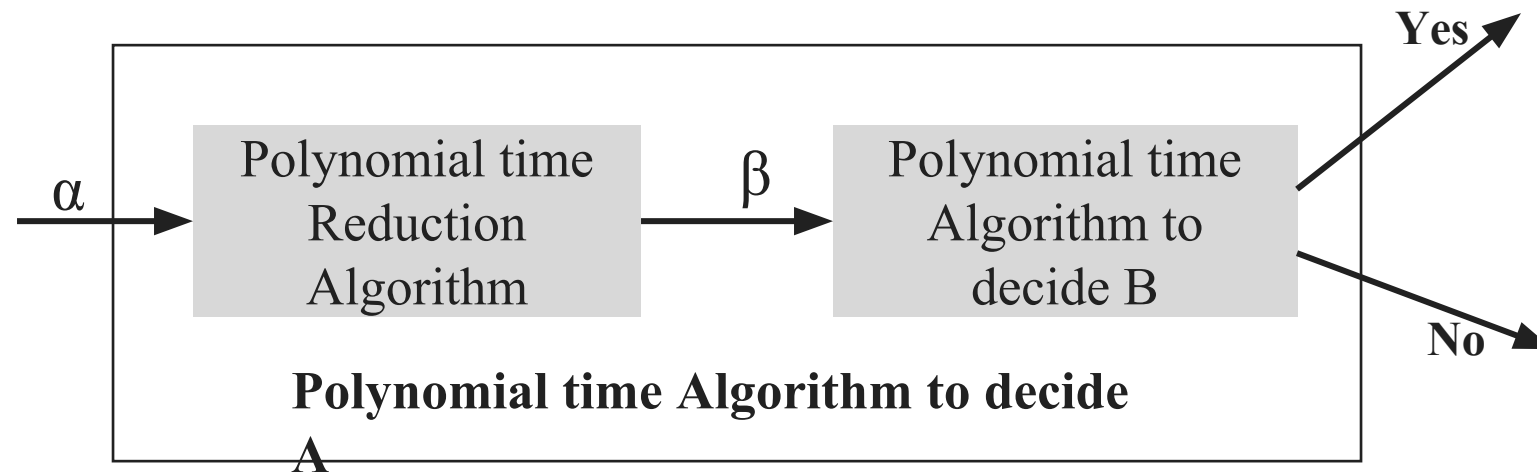 Yes
α
Polynomial time
Reduction
Algorithm
β
Polynomial time
Algorithm to
decide B
No
Polynomial time Algorithm to decide
A